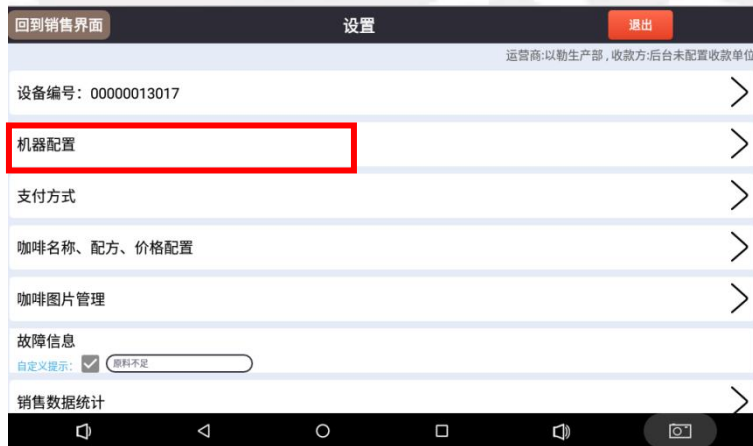 回到销售界面 设置 退出
运营商:以勒生产部 , 收款方:后台未配置收款单位
设备编号：00000013017
机器配置
支付方式
咖啡名称、配方、价格配置
咖啡图片管理
故障信息
自定义提示： 原料不足
销售数据统计